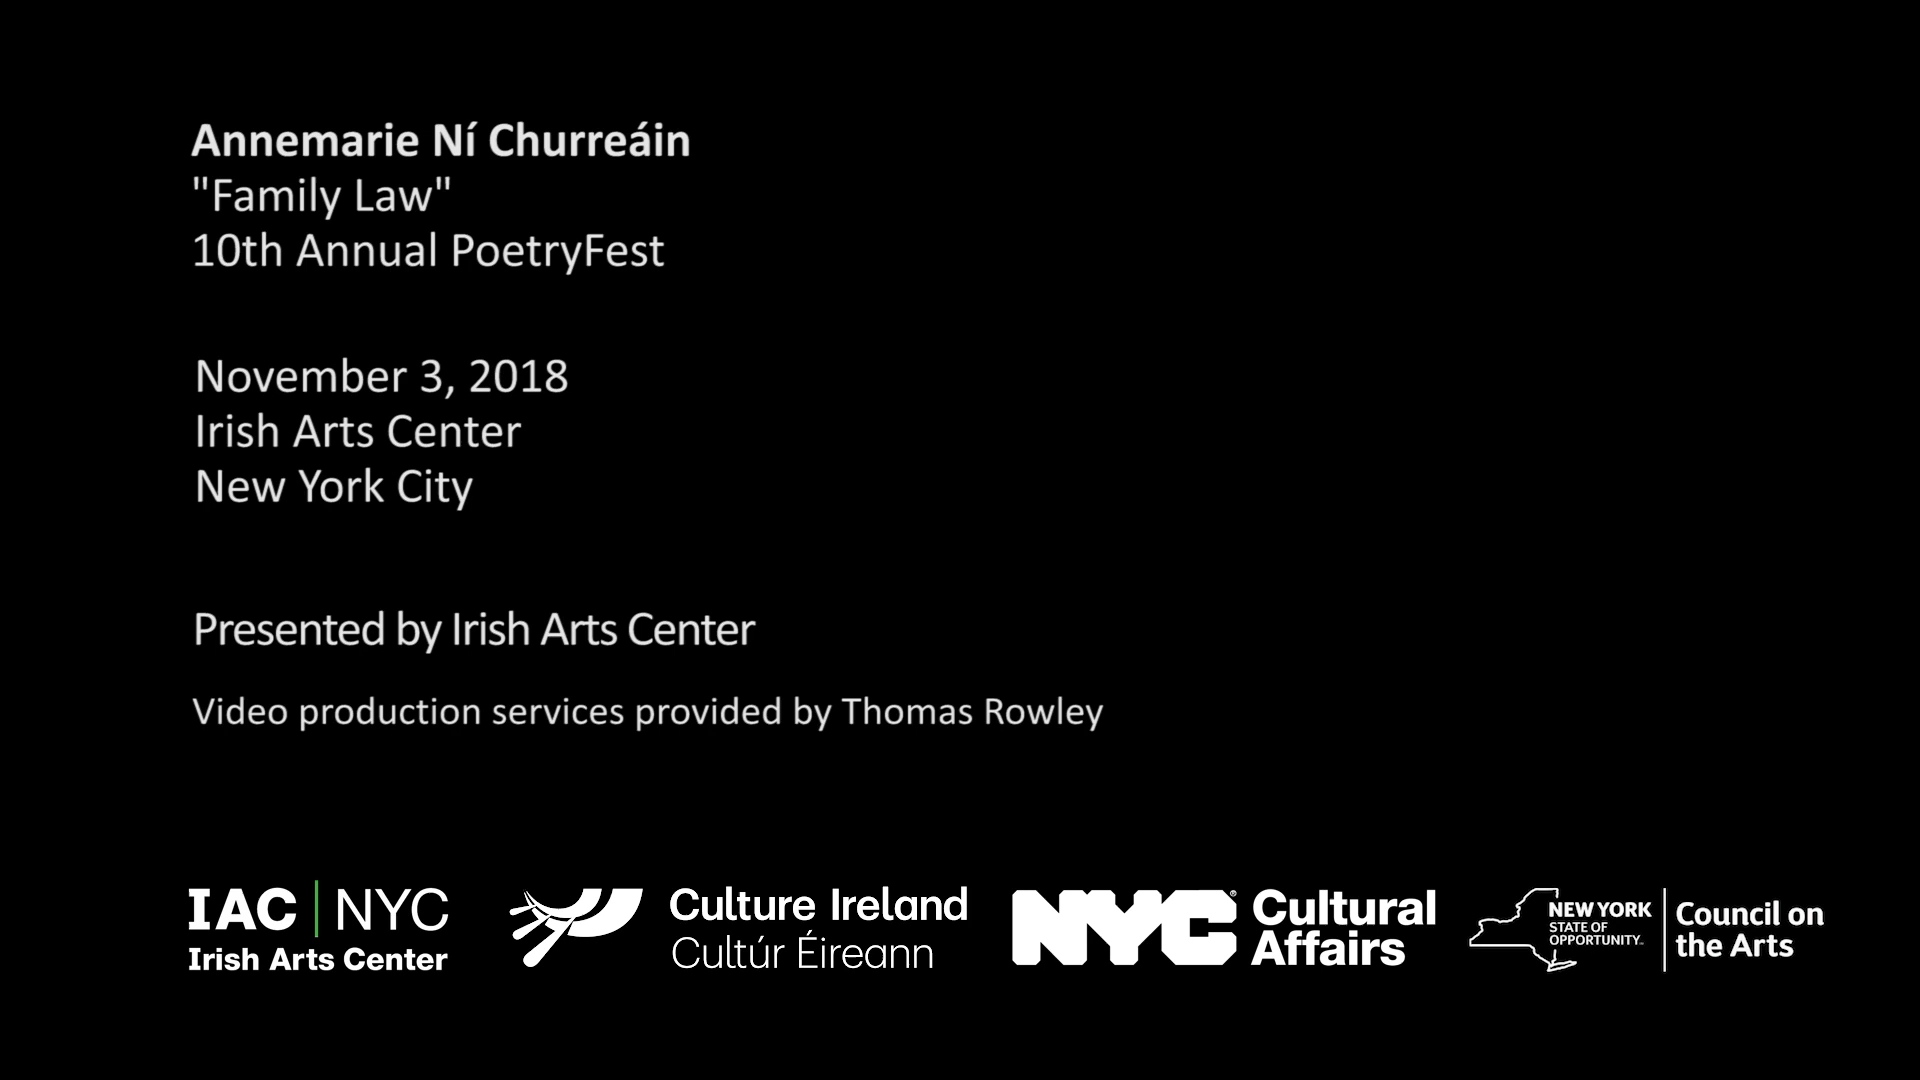 Annemarie Ní Churreáin
"Family Law"
10th Annual PoetryFest
November 3, 2018
Irish Arts Center
New York City
Presented by Irish Arts Center
Video production services provided by Thomas Rowley
IAC | NYC
Irish Arts Center
Culture Ireland
Cultúr Éireann
NYC® Cultural
Affairs
NEW YORK
STATE OF
OPPORTUNITY™
Council on
the Arts